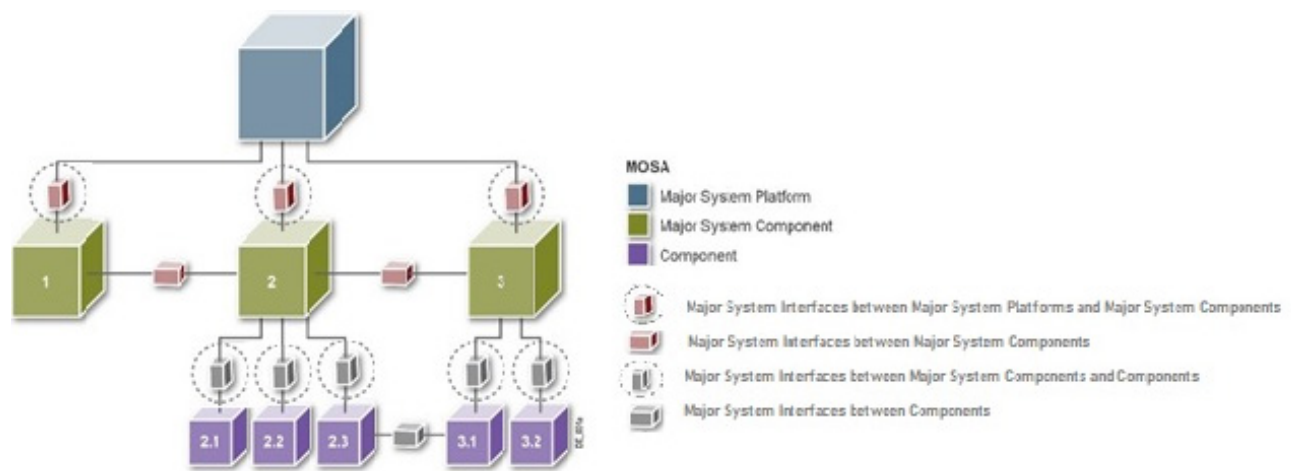 MOSA
Major System Platform
Major System Component
Component
1
2
3
Major System Interfaces between Major System Platforms and Major System Components
Major System Interfaces between Major System Components
Major System Interfaces between Major System Components and Components
Major System Interfaces between Components
2.1
2.2
2.3
3.1
3.2